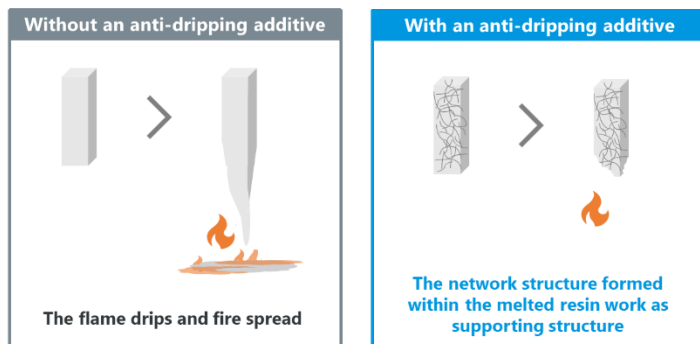 Without an anti-dripping additive
The flame drips and fire spread
With an anti-dripping additive
The network structure formed
within the melted resin work as
supporting structure